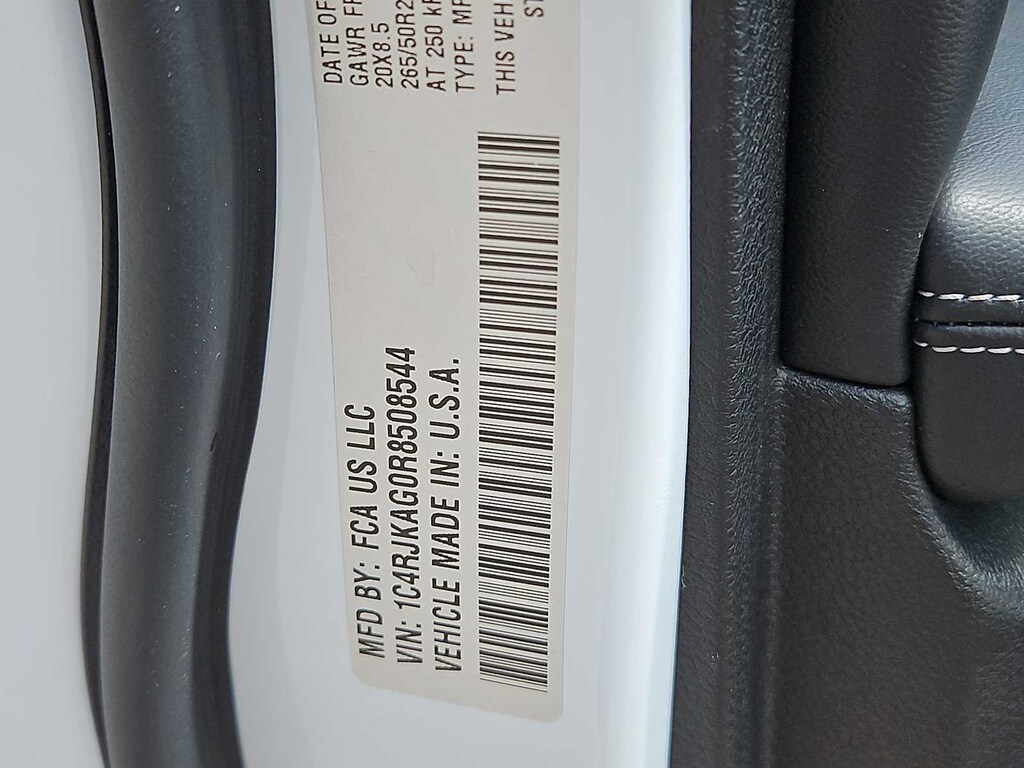 MFD BY: FCA US LLC
VIN: 1C4RJKAG0R8508544
VEHICLE MADE IN: U.S.A.
DATE OF
GAWR FR
20X8.5
265/50R2
AT 250 KP
TYPE: MP
THIS VEH
ST